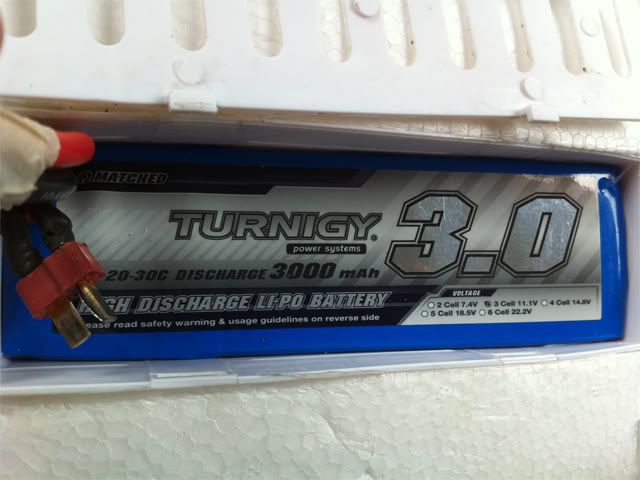 MATCHED
TURNIGY®
power systems
3.0
20-30C DISCHARGE 3000 mAh
DISCHARGE LI-PO BATTERY
read safety warning & usage guidelines on reverse side
VOLTAGE
2 Cell 7.4V 3 Cell 11.1V 4 Cell 14.8V
5 Cell 18.5V 6 Cell 22.2V